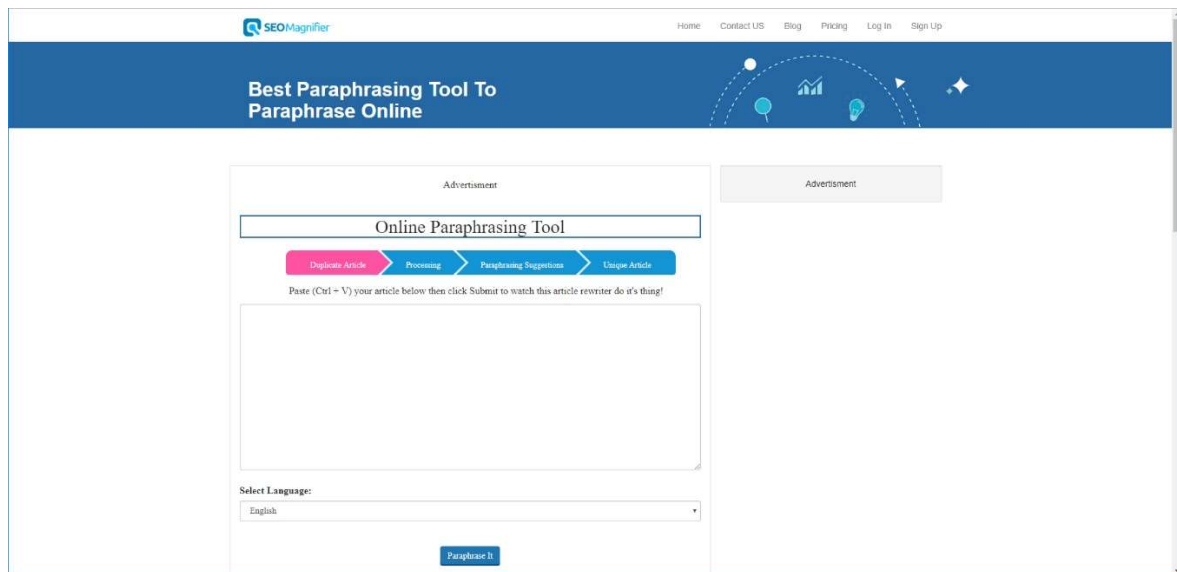 SEOMagnifier
Home Contact US Blog Pricing Log In Sign Up
Best Paraphrasing Tool To
Paraphrase Online
Advertisment
Advertisment
Online Paraphrasing Tool
Duplicate Article Processing Paraphrasing Suggestions Unique Article
Paste (Ctrl + V) your article below then click Submit to watch this article rewriter do it's thing!
Select Language:
English
Paraphrase It